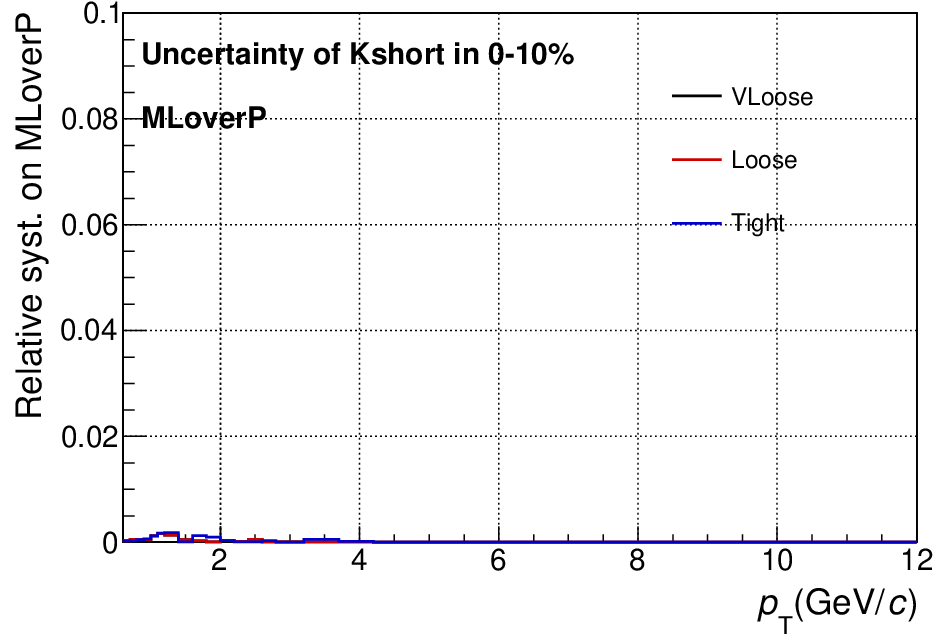 Uncertainty of Kshort in 0-10%
MLoverP
VLoose
Loose
Tight
Relative syst. on MLoverP
0.1
0.08
0.06
0.04
0.02
0
2
4
6
8
10
12
p_T(GeV/c)